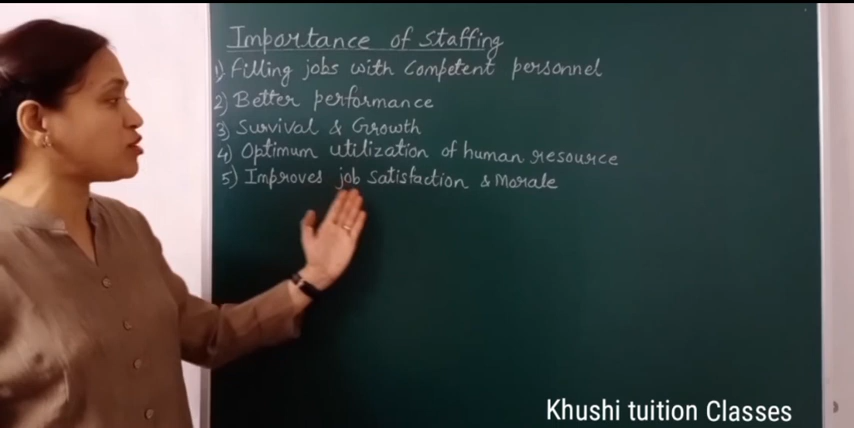 Importance of staffing
1) Filling jobs with competent personnel
2) Better performance
3) Survival & Growth
4) Optimum utilization of human resource
5) Improves job satisfaction & Morale
Khushi tuition Classes